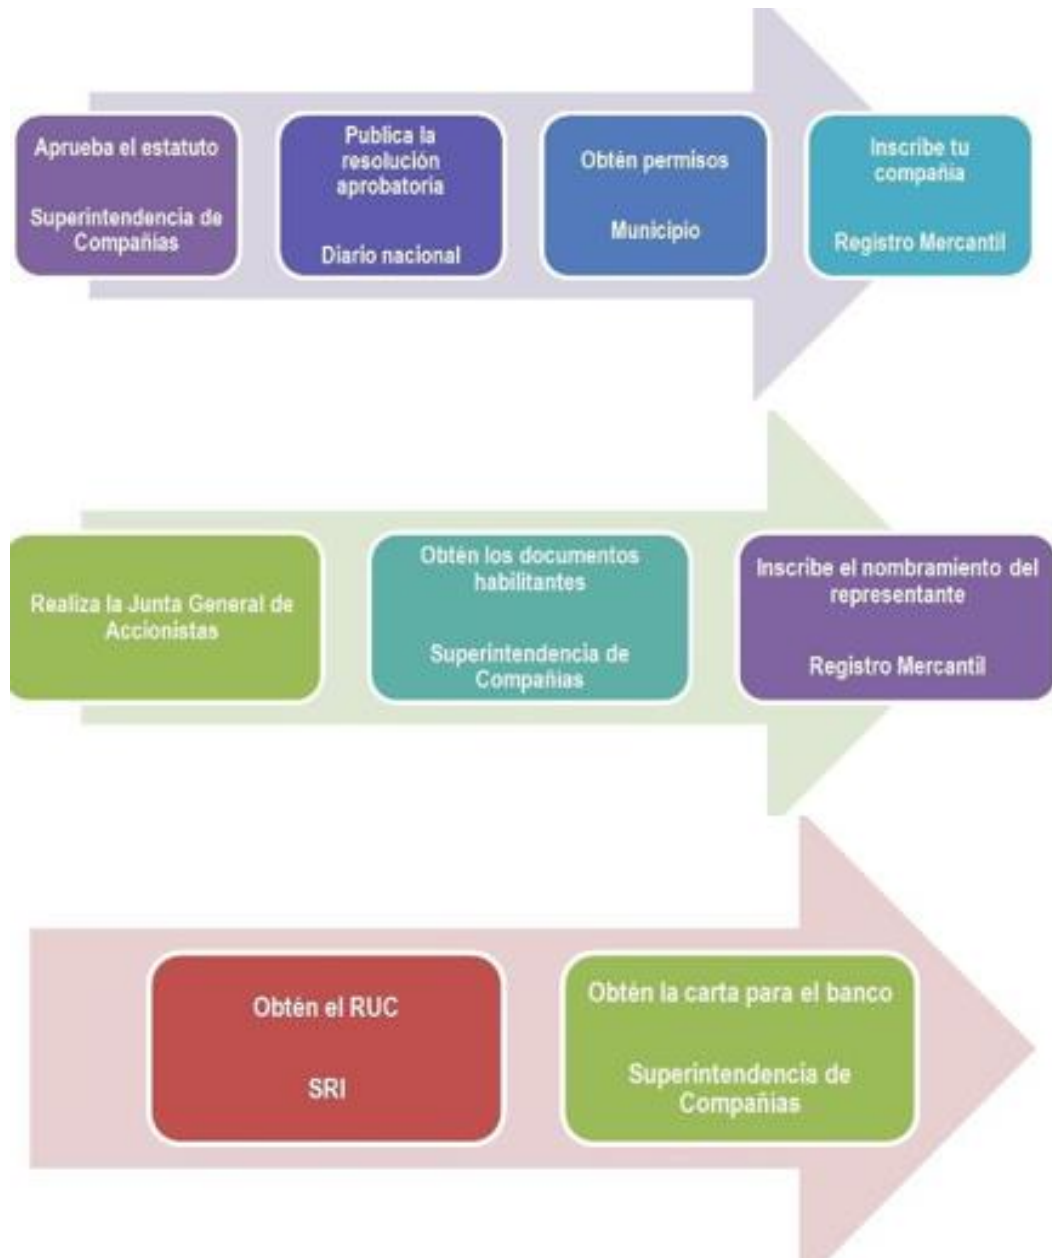 Aprueba el estatuto
Superintendencia de
Compañías
Publica la
resolución
aprobatoria
Diario nacional
Obtén permisos
Municipio
Inscribe tu
compañía
Registro Mercantil
Realiza la Junta General de
Accionistas
Obtén los documentos
habilitantes
Superintendencia de
Compañías
Inscribe el nombramiento del
representante
Registro Mercantil
Obtén el RUC
SRI
Obtén la carta para el banco
Superintendencia de
Compañías